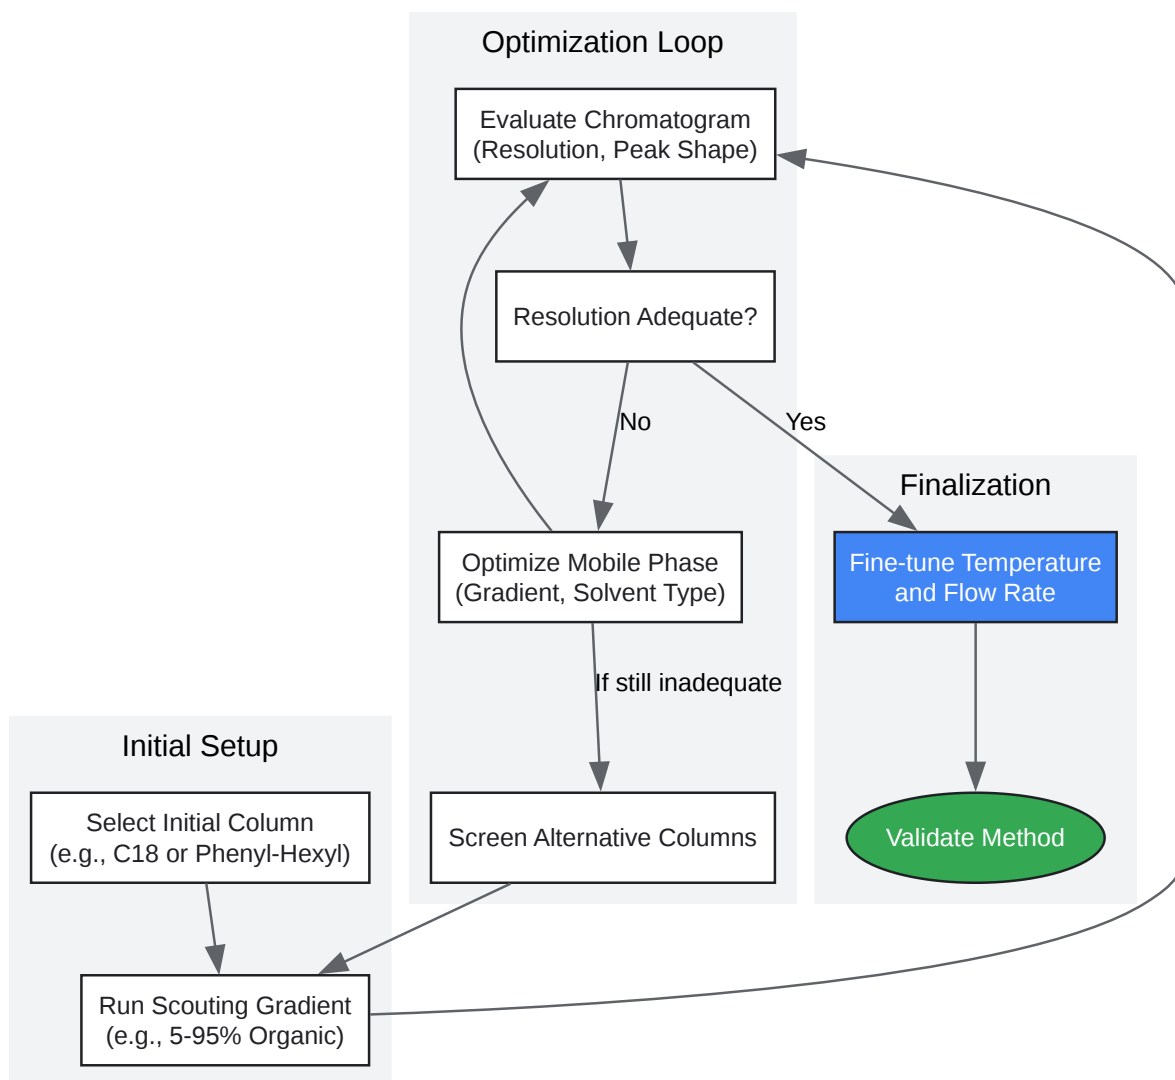 Optimization Loop
Evaluate Chromatogram
(Resolution, Peak Shape)
Resolution Adequate?
No
Yes
Finalization
Optimize Mobile Phase
(Gradient, Solvent Type)
Fine-tune Temperature
and Flow Rate
If still inadequate
Initial Setup
Select Initial Column
(e.g., C18 or Phenyl-Hexyl)
Screen Alternative Columns
Validate Method
Run Scouting Gradient
(e.g., 5-95% Organic)